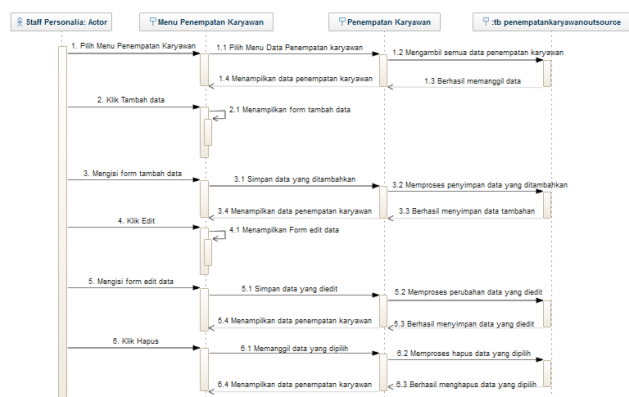 Staff Personalia: Actor
Menu Penempatan Karyawan
Penempatan Karyawan
:tb penempatankaryawanoutsource
1. Pilih Menu Penempatan Karyawan
1.1 Pilih Menu Data Penempatan karyawan
1.2 Mengambil semua data penempatan karyawan
1.3 Berhasil memanggil data
1.4 Menampilkan data penempatan karyawan
2. Klik Tambah data
2.1 Menampilkan form tambah data
3. Mengisi form tambah data
3.1 Simpan data yang ditambahkan
3.2 Memproses penyimpan data yang ditambahkan
3.3 Berhasil menyimpan data tambahan
3.4 Menampilkan data penempatan karyawan
4. Klik Edit
4.1 Menampilkan Form edit data
5. Mengisi form edit data
5.1 Simpan data yang diedit
5.2 Memproses perubahan data yang diedit
5.3 Berhasil menyimpan data yang diedit
5.4 Menampilkan data penempatan karyawan
6. Klik Hapus
6.1 Memanggil data yang dipilih
6.2 Memproses hapus data yang dipilih
6.3 Berhasil menghapus data yang dipilih
6.4 Menampilkan data penempatan karyawan